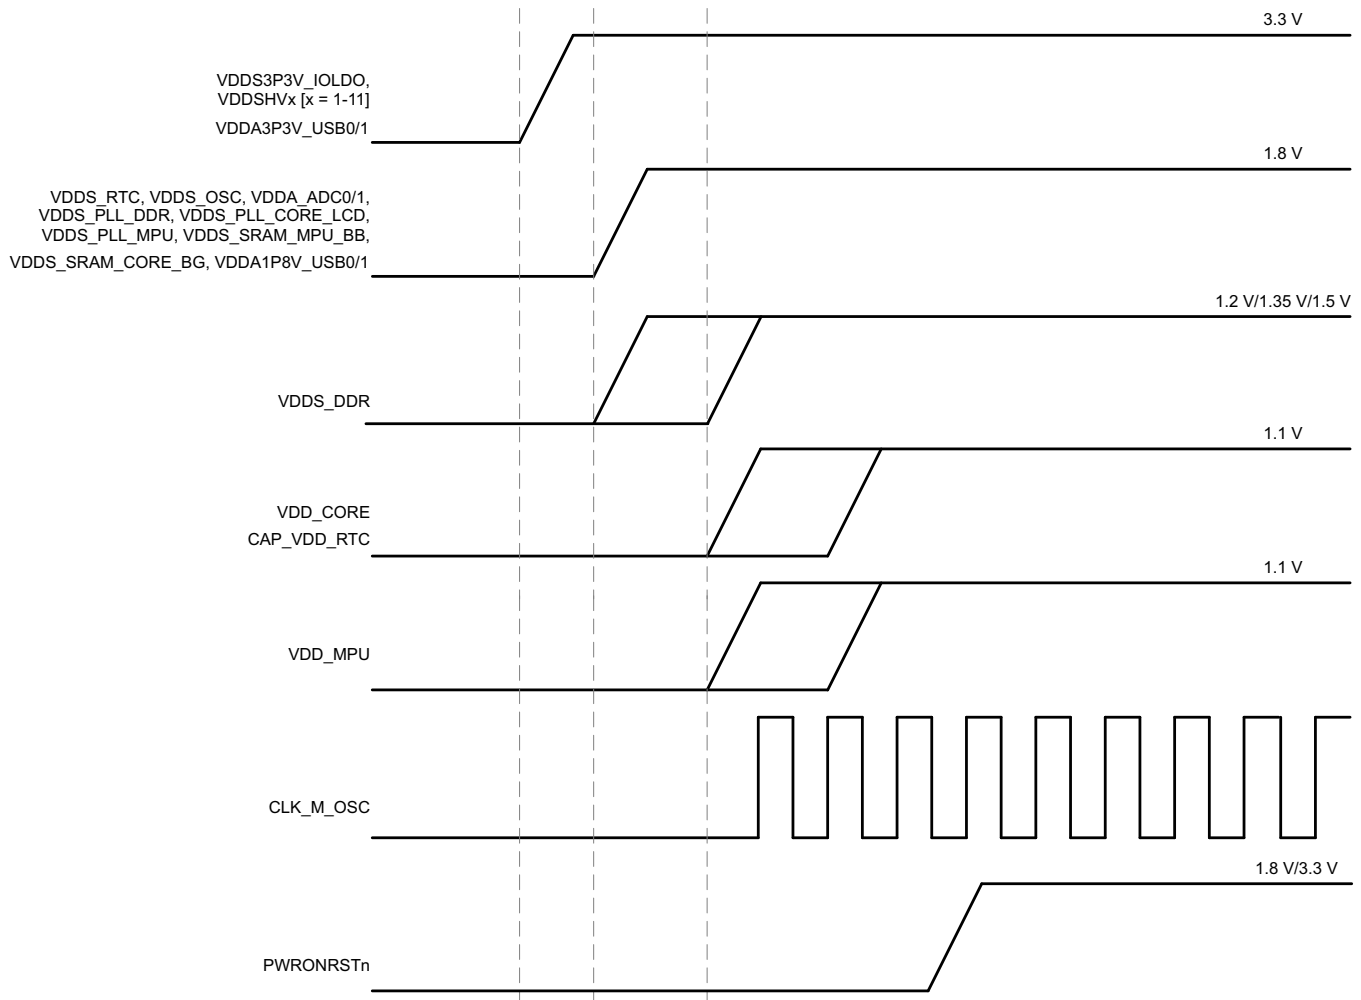 3.3 V
VDDS3P3V_IOLDO,
VDDSHVx [x = 1-11]
VDDA3P3V_USB0/1
1.8 V
VDDS_RTC, VDDS_OSC, VDDA_ADC0/1,
VDDS_PLL_DDR, VDDS_PLL_CORE_LCD,
VDDS_PLL_MPU, VDDS_SRAM_MPU_BB,
VDDS_SRAM_CORE_BG, VDDA1P8V_USB0/1
1.2 V/1.35 V/1.5 V
VDDS_DDR
1.1 V
VDD_CORE
CAP_VDD_RTC
1.1 V
VDD_MPU
CLK_M_OSC
1.8 V/3.3 V
PWRONRSTn